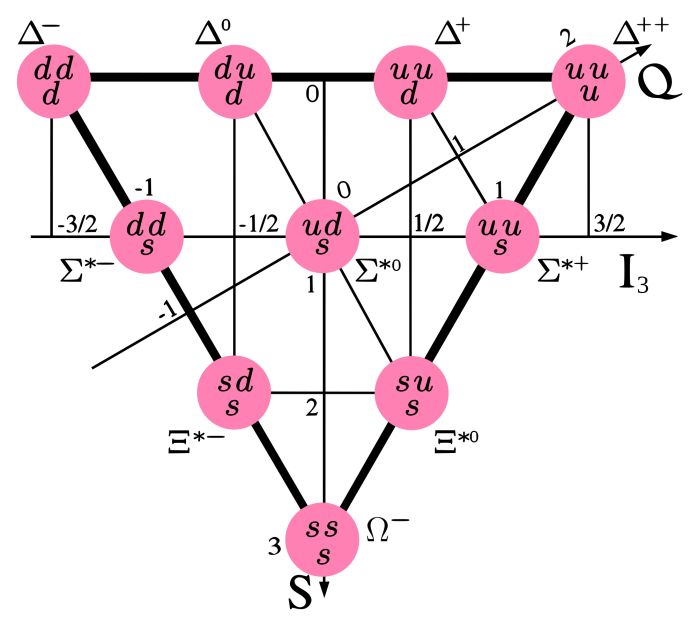 Δ⁻ Δ⁰ Δ⁺ 2 Δ⁺⁺
dd du uu uu Q
d d d u
0
1
-1 0 1
-3/2 dd -1/2 ud 1/2 uu 3/2
s s s
Σ*⁻ 1 Σ*⁰ Σ*⁺ I₃
-1
sd su
s 2 s
Ξ*⁻ Ξ*⁰
ss Ω⁻
3 s
S